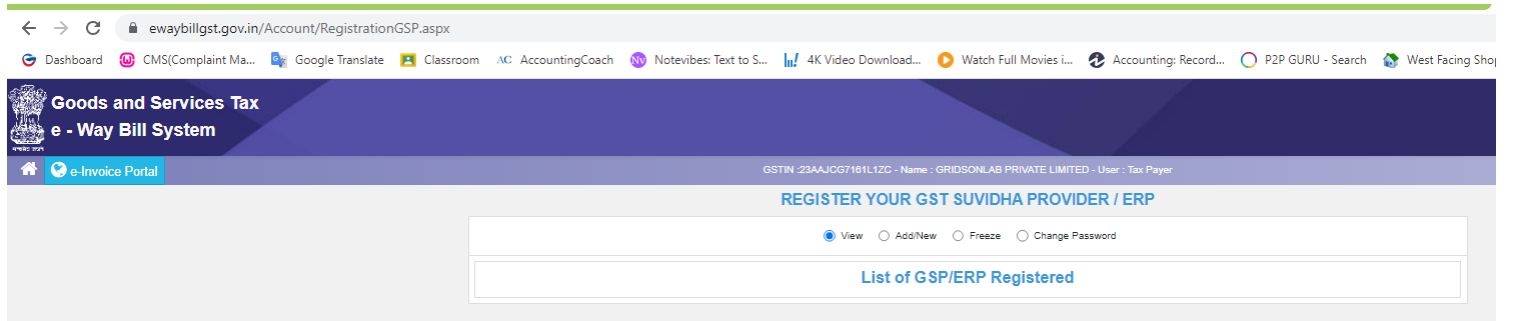 ewaybillgst.gov.in/Account/RegistrationGSP.aspx
Dashboard CMS(Complaint Ma... Google Translate Classroom AC AccountingCoach Nv Notevibes: Text to S... 4K Video Download... Watch Full Movies i... Accounting: Record... P2P GURU - Search West Facing Shop
Goods and Services Tax
e - Way Bill System
e-Invoice Portal GSTIN :23AAJCG7161L1ZC - Name : GRIDSONLAB PRIVATE LIMITED - User : Tax Payer
REGISTER YOUR GST SUVIDHA PROVIDER / ERP
View Add/New Freeze Change Password
List of GSP/ERP Registered